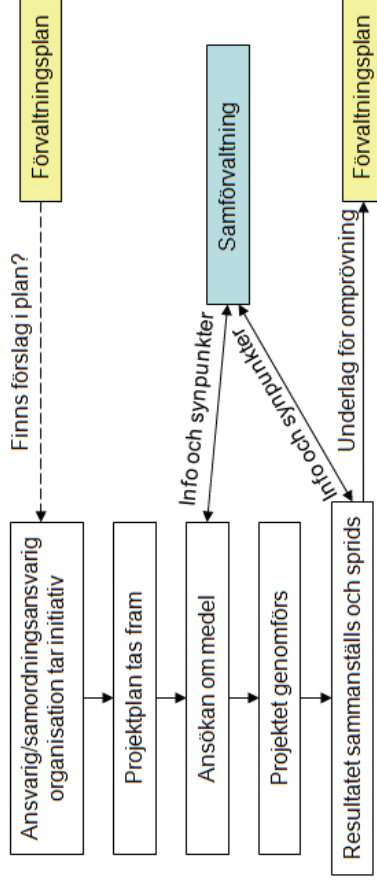 Ansvarig/samordningsansvarig
organisation tar initiativ
Finns förslag i plan?
Förvaltningsplan
Projektplan tas fram
Ansökan om medel
Info och synpunkter
Samförvaltning
Projektet genomförs
Info och synpunkter
Resultatet sammanställs och sprids
Underlag för omprövning
Förvaltningsplan